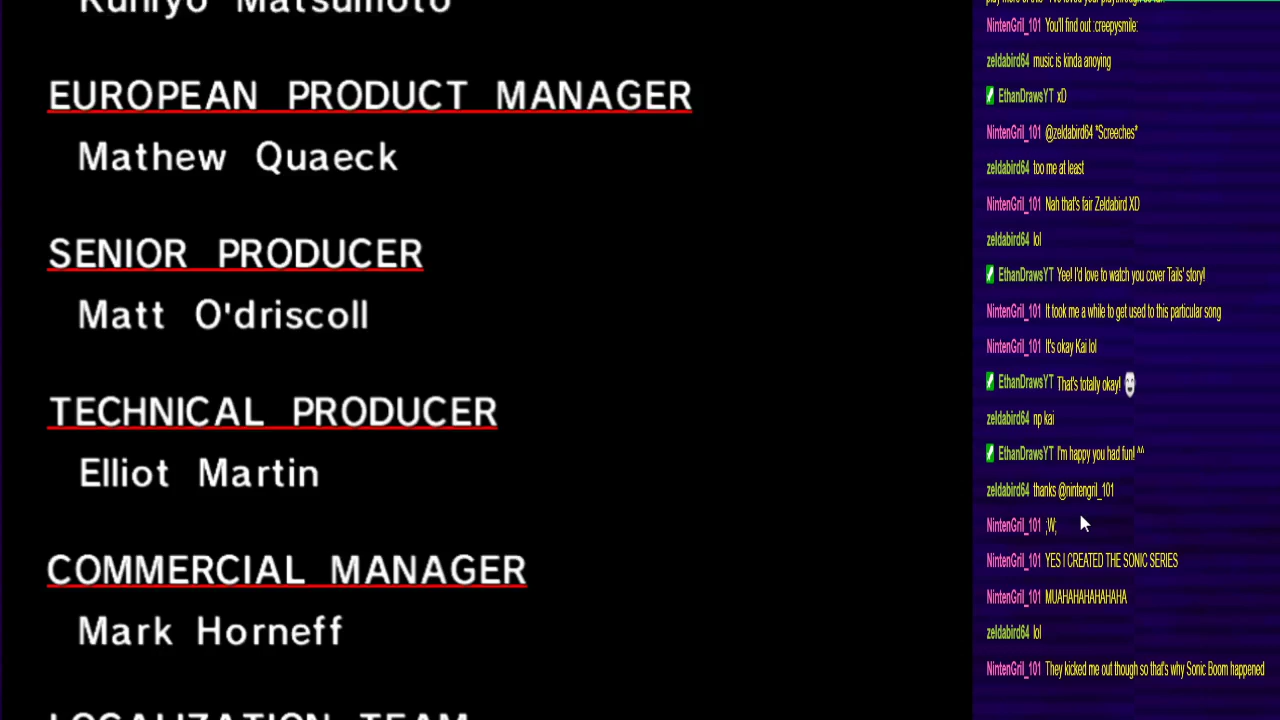 Kunryo Matsumoto
EUROPEAN PRODUCT MANAGER
Mathew Quaeck
SENIOR PRODUCER
Matt O'driscoll
TECHNICAL PRODUCER
Elliot Martin
COMMERCIAL MANAGER
Mark Horneff
LOCALIZATION TEAM
NintenGril_101 You'll find out :creepysmile:
zeldabird64 music is kinda anoying
EthanDrawsYT xD
NintenGril_101 @zeldabird64 *Screeches*
zeldabird64 too me at least
NintenGril_101 Nah that's fair Zeldabird XD
zeldabird64 lol
EthanDrawsYT Yee! I'd love to watch you cover Tails' story!
NintenGril_101 It took me a while to get used to this particular song
NintenGril_101 It's okay Kai lol
EthanDrawsYT That's totally okay!
zeldabird64 np kai
EthanDrawsYT I'm happy you had fun! ^^
zeldabird64 thanks @nintengril_101
NintenGril_101 ;W;
NintenGril_101 YES I CREATED THE SONIC SERIES
NintenGril_101 MUAHAHAHAHAHAHA
zeldabird64 lol
NintenGril_101 They kicked me out though so that's why Sonic Boom happened